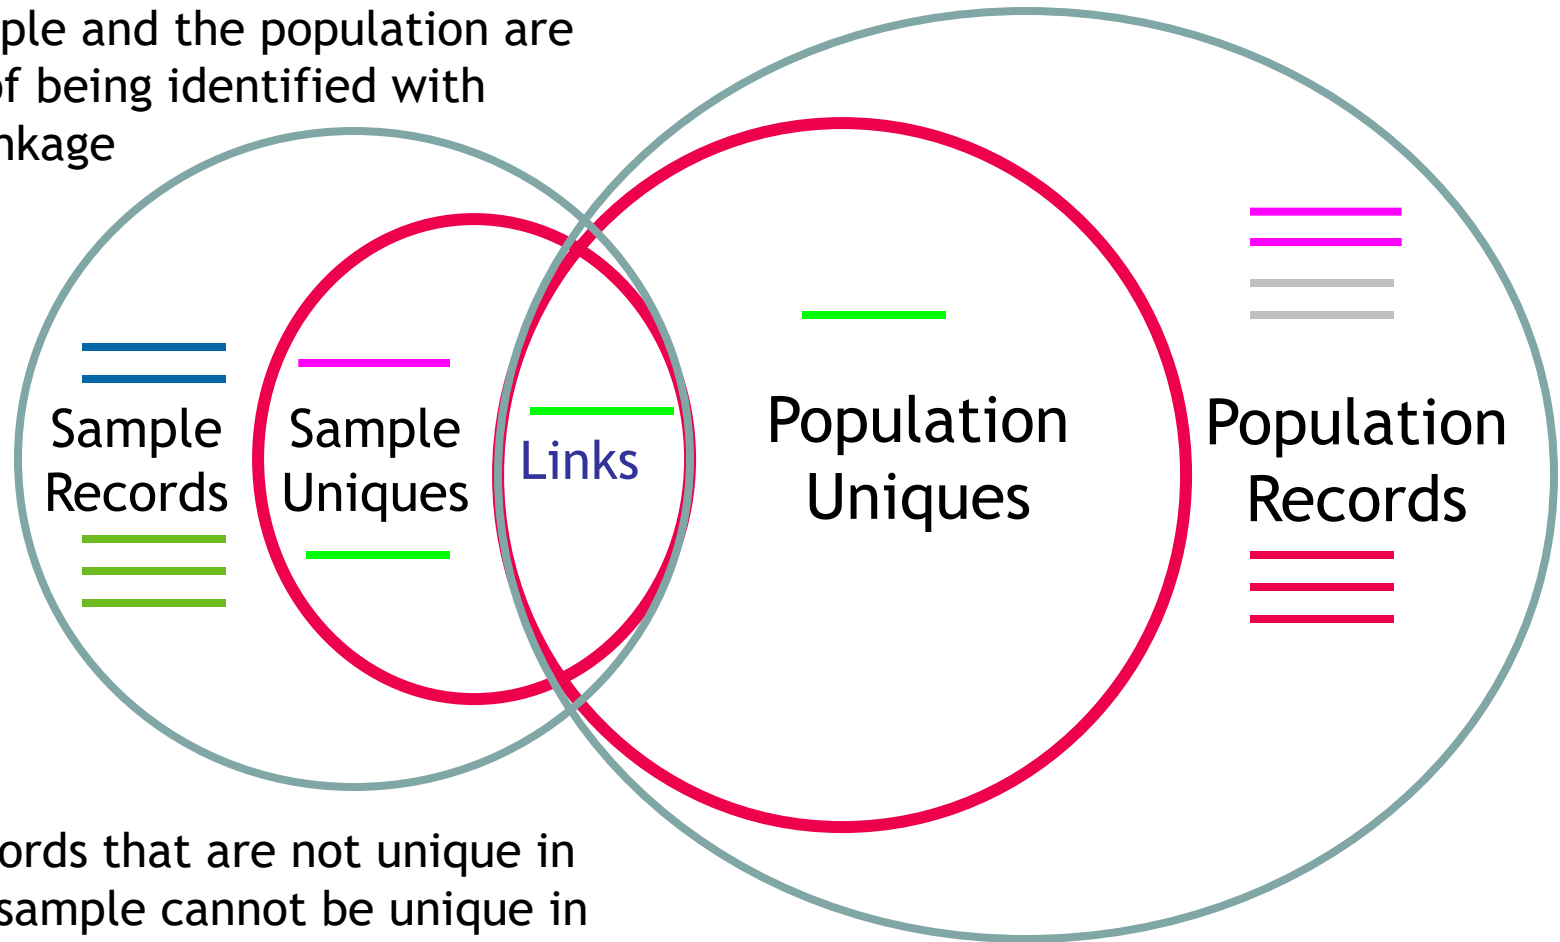 ple and the population are
of being identified with
nkage
Sample
Records
Sample
Uniques
Links
Population
Uniques
Population
Records
ords that are not unique in
sample cannot be unique in